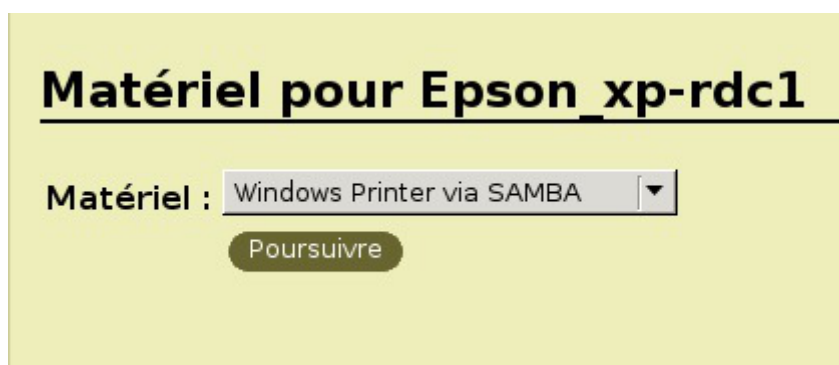 Matériel pour Epson_xp-rdc1
Matériel : Windows Printer via SAMBA
Poursuivre